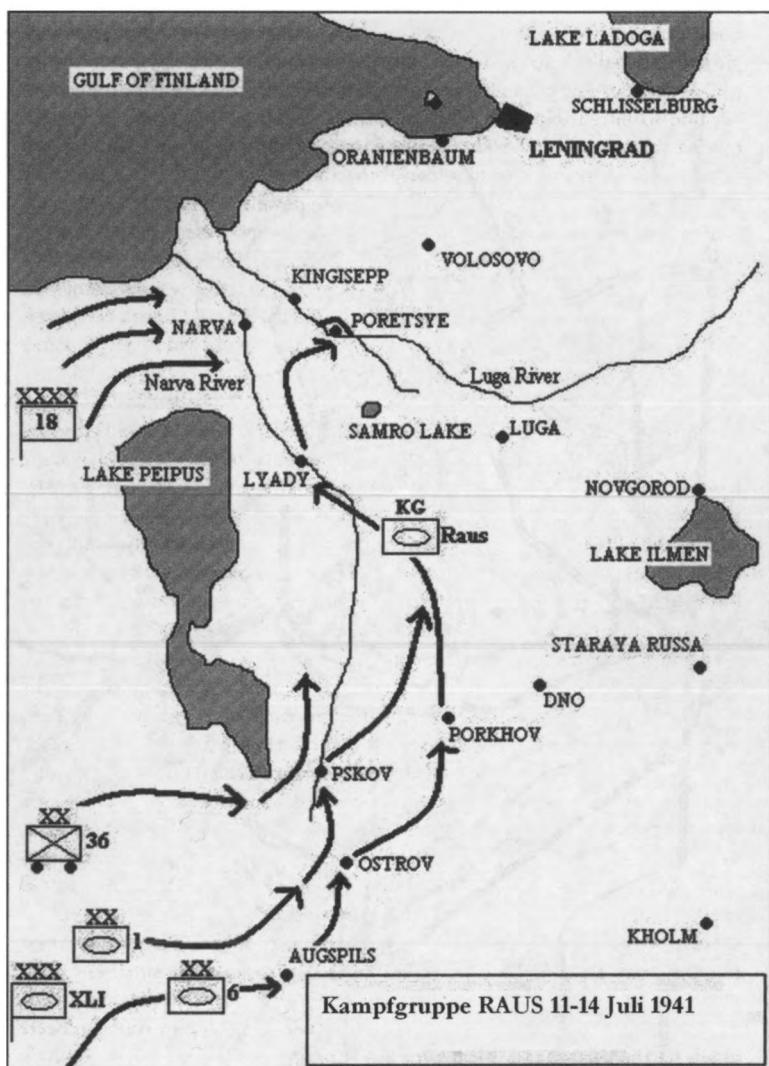 LAKE LADOGA
GULF OF FINLAND
SCHLISSELBURG
LENINGRAD
ORANIENBAUM
VOLOSOVO
KINGISEPP
PORETSYE
NARVA
Narva River
Luga River
XXXX
18
SAMRO LAKE
LUGA
LAKE PEIPUS
LYADY
NOVGOROD
KG
Raus
LAKE ILMEN
STARAYA RUSSA
DNO
PORKHOV
PSKOV
XX
36
OSTROV
XX
1
KHOLM
AUGSPILS
XXX
XLI
XX
6
Kampfgruppe RAUS 11-14 Juli 1941